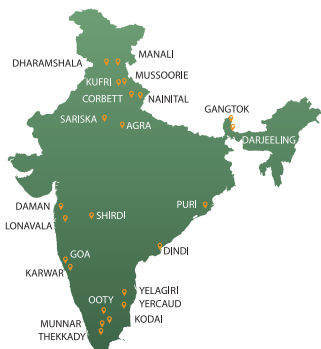 MANALI
DHARAMSHALA
MUSSOORIE
KUFRI
CORBETT
NAINITAL
GANGTOK
SARISKA
AGRA
DARJEELING
DAMAN
PURI
SHIRDI
LONAVALA
DINDI
GOA
KARWAR
YELAGIRI
OOTY
YERCAUD
MUNNAR
KODAI
THEKKADY